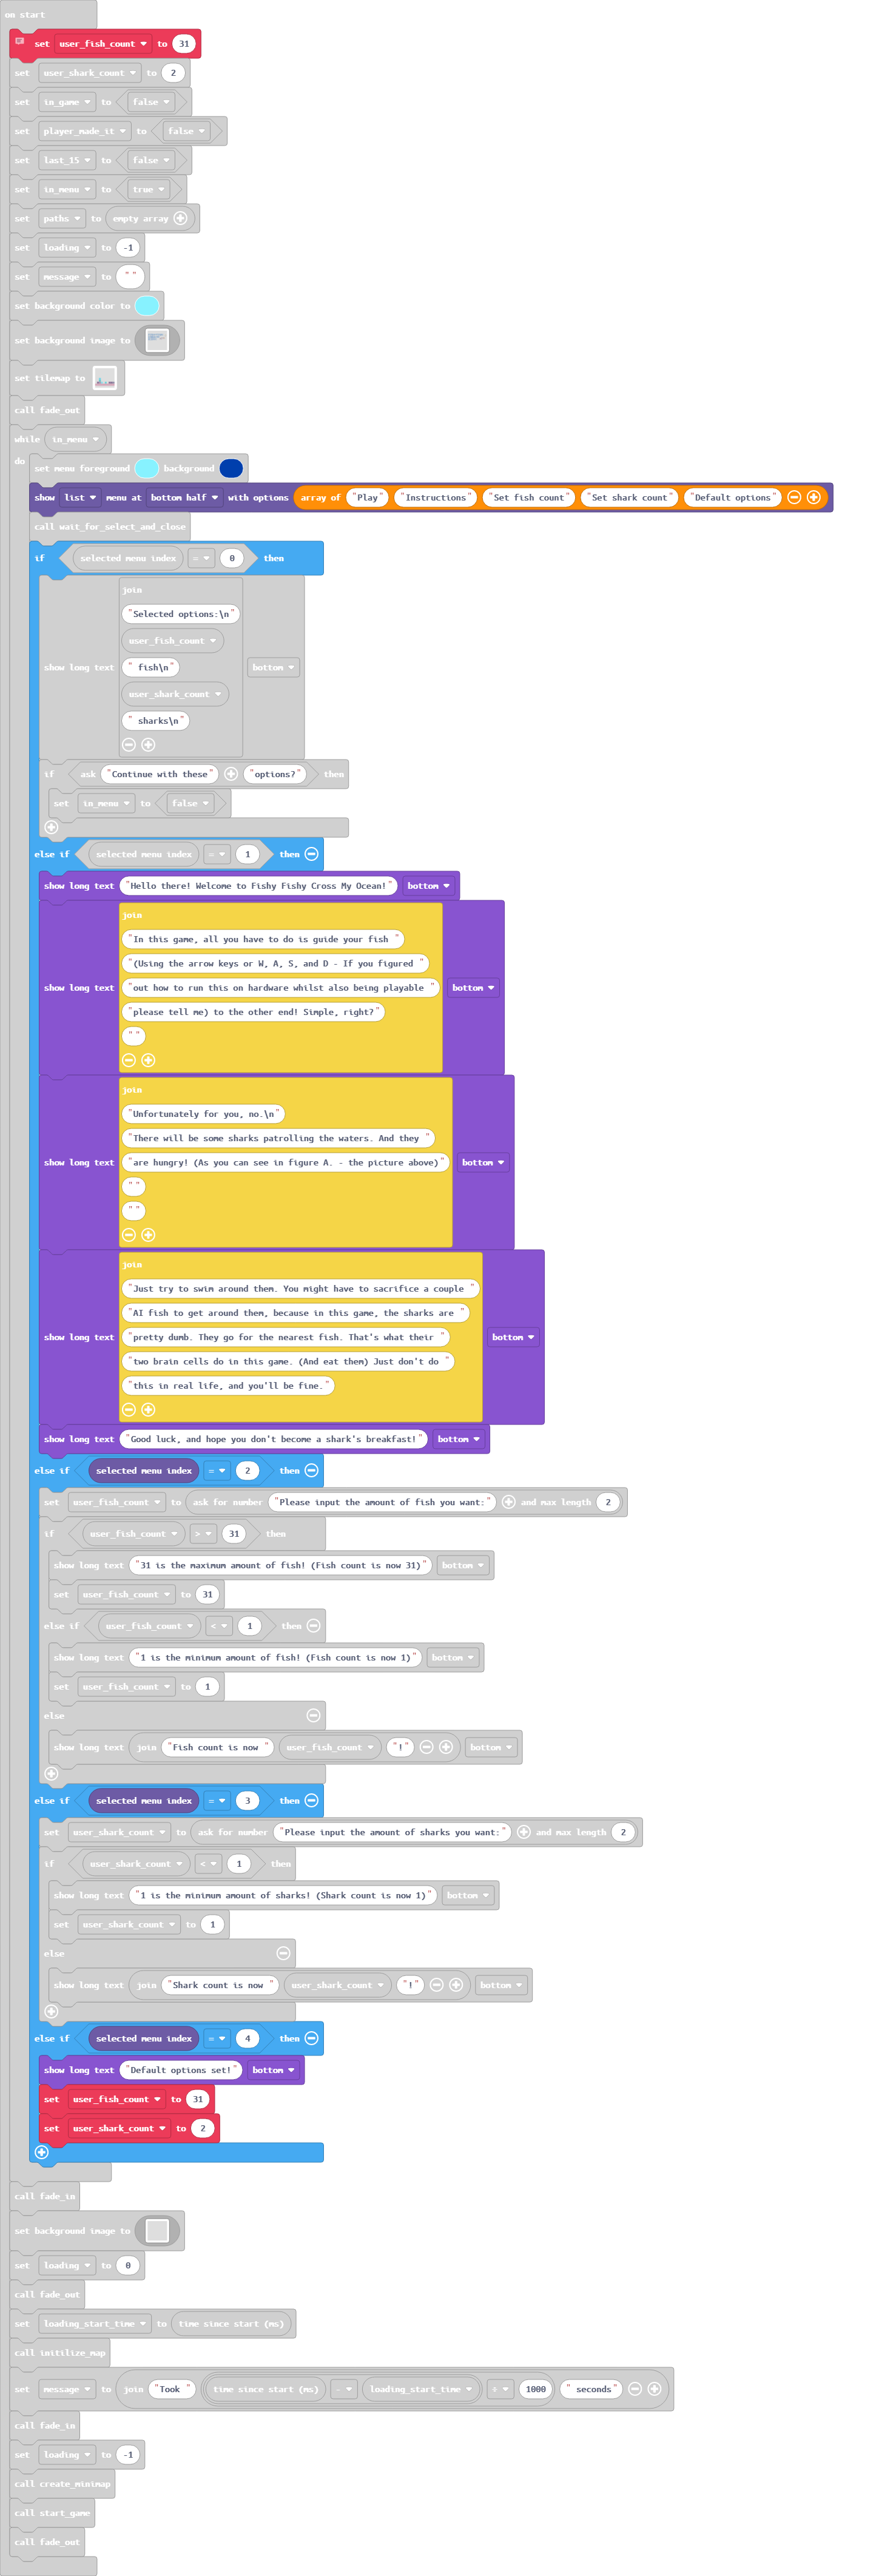 on start
set user_fish_count to 31
set user_shark_count to 2
set in_game to false
set player_made_it to false
set last_15 to false
set in_menu to true
set paths to empty array
set loading to -1
set message to ""
set background color to
set background image to
set tilemap to
call fade_out
while in_menu
do
set menu foreground background
show list menu at bottom half with options array of "Play" "Instructions" "Set fish count" "Set shark count" "Default options"
call wait_for_select_and_close
if selected menu index = 0 then
join
"Selected options:\n"
user_fish_count
show long text " fish\n" bottom
user_shark_count
" sharks\n"
if ask "Continue with these" "options?" then
set in_menu to false
else if selected menu index = 1 then
show long text "Hello there! Welcome to Fishy Fishy Cross My Ocean!" bottom
join
"In this game, all you have to do is guide your fish "
"(Using the arrow keys or W, A, S, and D - If you figured "
show long text "out how to run this on hardware whilst also being playable " bottom
"please tell me) to the other end! Simple, right?"
""
join
"Unfortunately for you, no.\n"
"There will be some sharks patrolling the waters. And they "
show long text "are hungry! (As you can see in figure A. - the picture above)" bottom
""
""
join
"Just try to swim around them. You might have to sacrifice a couple "
"AI fish to get around them, because in this game, the sharks are "
show long text "pretty dumb. They go for the nearest fish. That's what their " bottom
"two brain cells do in this game. (And eat them) Just don't do "
"this in real life, and you'll be fine."
show long text "Good luck, and hope you don't become a shark's breakfast!" bottom
else if selected menu index = 2 then
set user_fish_count to ask for number "Please input the amount of fish you want:" and max length 2
if user_fish_count > 31 then
show long text "31 is the maximum amount of fish! (Fish count is now 31)" bottom
set user_fish_count to 31
else if user_fish_count < 1 then
show long text "1 is the minimum amount of fish! (Fish count is now 1)" bottom
set user_fish_count to 1
else
show long text join "Fish count is now " user_fish_count "!" bottom
else if selected menu index = 3 then
set user_shark_count to ask for number "Please input the amount of sharks you want:" and max length 2
if user_shark_count < 1 then
show long text "1 is the minimum amount of sharks! (Shark count is now 1)" bottom
set user_shark_count to 1
else
show long text join "Shark count is now " user_shark_count "!" bottom
else if selected menu index = 4 then
show long text "Default options set!" bottom
set user_fish_count to 31
set user_shark_count to 2
call fade_in
set background image to
set loading to 0
call fade_out
set loading_start_time to time since start (ms)
call initilize_map
set message to join "Took " time since start (ms) - loading_start_time ÷ 1000 " seconds"
call fade_in
set loading to -1
call create_minimap
call start_game
call fade_out